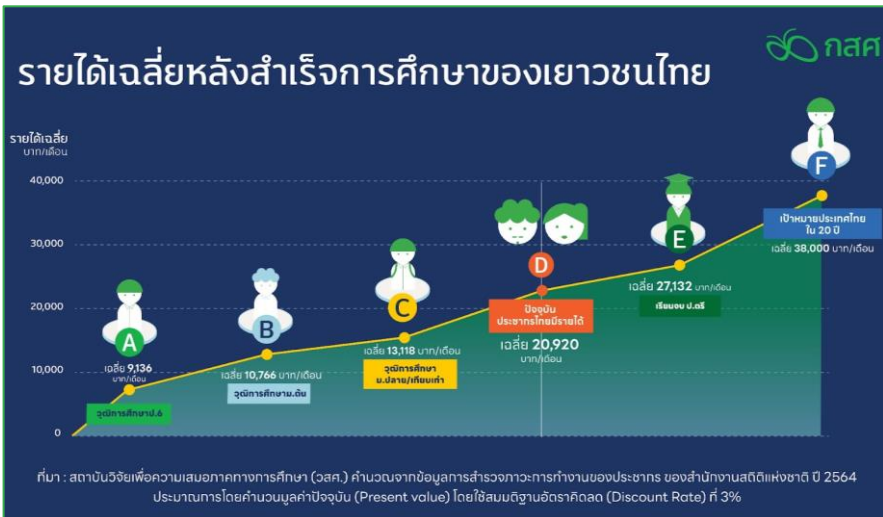 กสศ
รายได้เฉลี่ยหลังสำเร็จการศึกษาของเยาวชนไทย
รายได้เฉลี่ย
บาท/เดือน
40,000
30,000
20,000
10,000
0
A
เฉลี่ย 9,136
บาท/เดือน
วุฒิการศึกษาป.6
B
เฉลี่ย 10,766 บาท/เดือน
วุฒิการศึกษาม.ต้น
C
เฉลี่ย 13,118 บาท/เดือน
วุฒิการศึกษา
ม.ปลาย/เทียบเท่า
D
ปัจจุบัน
ประชากรไทยมีรายได้
เฉลี่ย 20,920
บาท/เดือน
E
เฉลี่ย 27,132 บาท/เดือน
เรียนจบ ป.ตรี
F
เป้าหมายประเทศไทย
ใน 20 ปี
เฉลี่ย 38,000 บาท/เดือน
ที่มา : สถาบันวิจัยเพื่อความเสมอภาคทางการศึกษา (วสศ.) คำนวณจากข้อมูลการสำรวจภาวะการทำงานของประชากร ของสำนักงานสถิติแห่งชาติ ปี 2564
ประมาณการโดยคำนวณมูลค่าปัจจุบัน (Present value) โดยใช้สมมติฐานอัตราคิดลด (Discount Rate) ที่ 3%